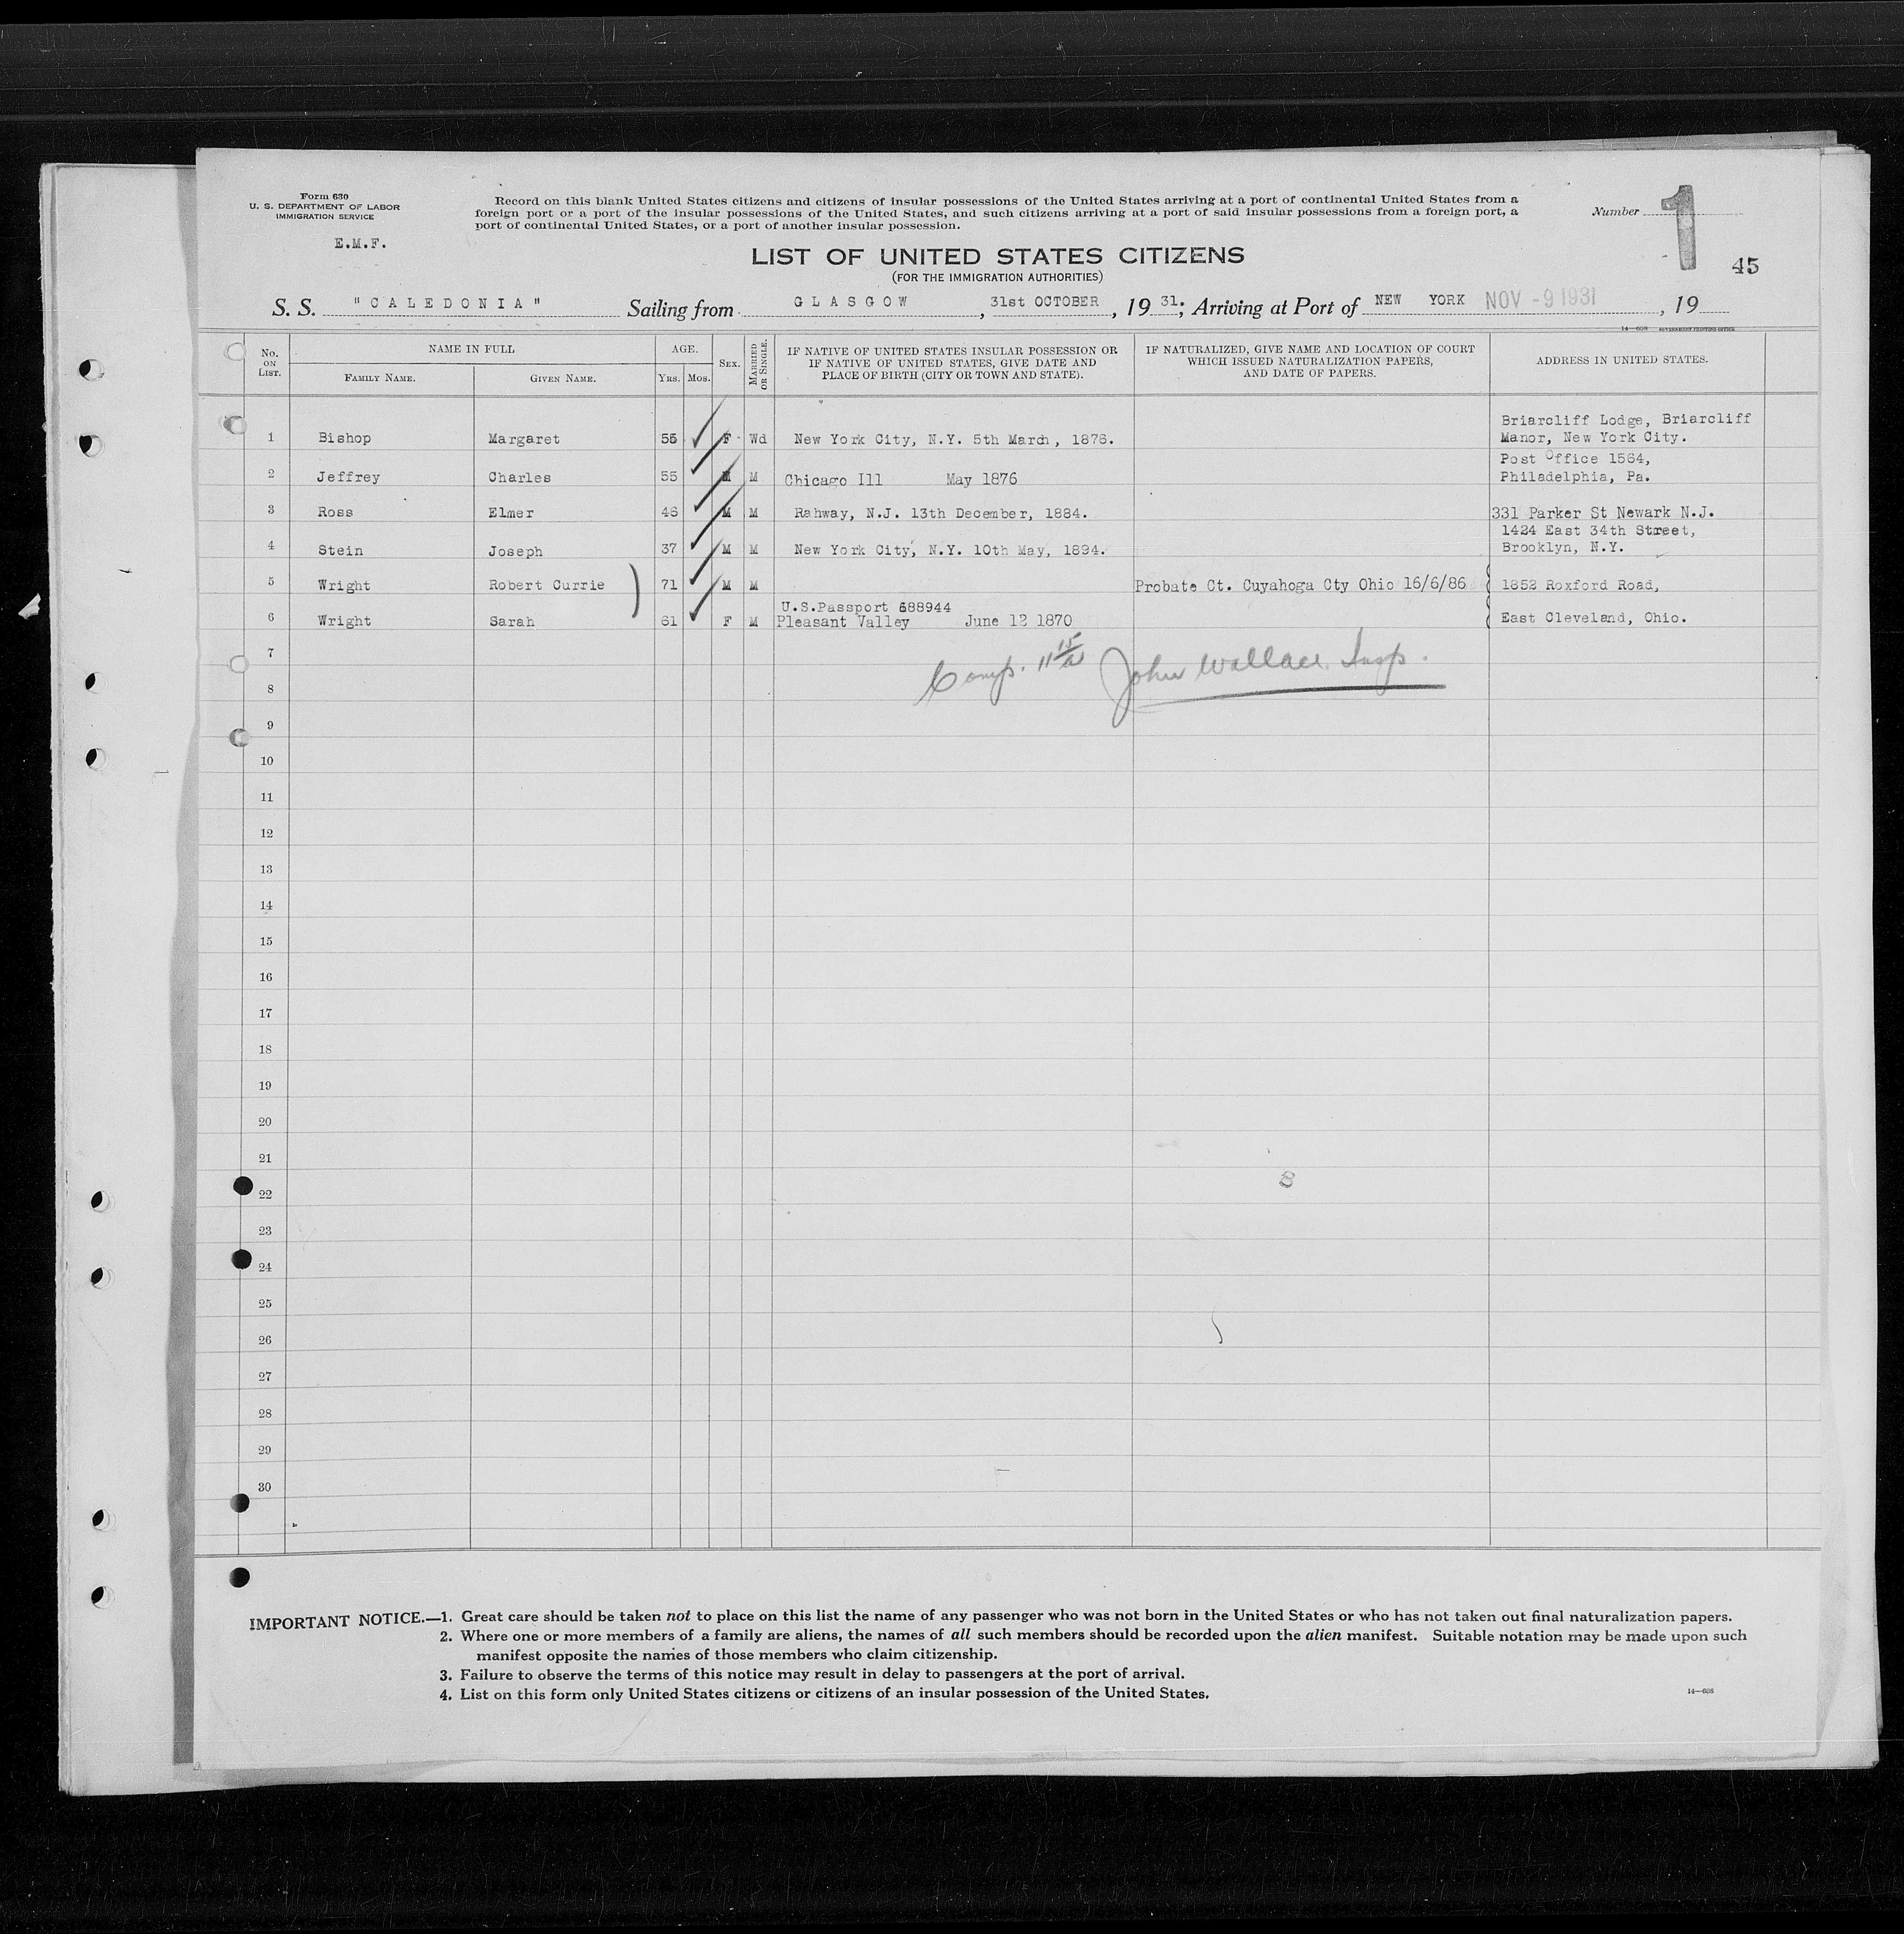 Form 630
U. S. DEPARTMENT OF LABOR
IMMIGRATION SERVICE
E.M.F.
Record on this blank United States citizens and citizens of insular possessions of the United States arriving at a port of continental United States from a
foreign port or a port of the insular possessions of the United States, and such citizens arriving at a port of said insular possessions from a foreign port, a
port of continental United States, or a port of another insular possession.
Number 1
45
LIST OF UNITED STATES CITIZENS
(FOR THE IMMIGRATION AUTHORITIES)
S. S. "CALEDONIA" Sailing from GLASGOW, 31st OCTOBER, 19 31; Arriving at Port of NEW YORK NOV -9 1931, 19
14—608 GOVERNMENT PRINTING OFFICE
No. ON LIST. NAME IN FULL AGE. SEX. MARRIED OR SINGLE. IF NATIVE OF UNITED STATES INSULAR POSSESSION OR IF NATIVE OF UNITED STATES, GIVE DATE AND PLACE OF BIRTH (CITY OR TOWN AND STATE). IF NATURALIZED, GIVE NAME AND LOCATION OF COURT WHICH ISSUED NATURALIZATION PAPERS, AND DATE OF PAPERS. ADDRESS IN UNITED STATES.
FAMILY NAME. GIVEN NAME. YRS. MOS.
Briarcliff Lodge, Briarcliff
1 Bishop Margaret 55 F Wd New York City, N.Y. 5th March, 1876. Manor, New York City.
Post Office 1564,
2 Jeffrey Charles 55 M M Chicago Ill May 1876 Philadelphia, Pa.
3 Ross Elmer 46 M M Rahway, N.J. 13th December, 1884. 331 Parker St Newark N.J.
1424 East 34th Street,
4 Stein Joseph 37 M M New York City, N.Y. 10th May, 1894. Brooklyn, N.Y.
5 Wright Robert Currie 71 M M Probate Ct. Cuyahoga Cty Ohio 16/6/86 1852 Roxford Road,
U.S.Passport 688944
6 Wright Sarah 61 F M Pleasant Valley June 12 1870 East Cleveland, Ohio.
7
Comp. 11 15/a John Wallace Insp.
8
9
10
11
12
13
14
15
16
17
18
19
20
21
22
23
24
25
26
27
28
29
30
IMPORTANT NOTICE.—1. Great care should be taken not to place on this list the name of any passenger who was not born in the United States or who has not taken out final naturalization papers.
2. Where one or more members of a family are aliens, the names of all such members should be recorded upon the alien manifest. Suitable notation may be made upon such
manifest opposite the names of those members who claim citizenship.
3. Failure to observe the terms of this notice may result in delay to passengers at the port of arrival.
4. List on this form only United States citizens or citizens of an insular possession of the United States.
14—608